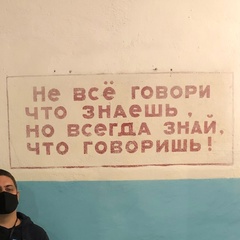 Не всё говори
что знаешь,
но всегда знай,
что говоришь!